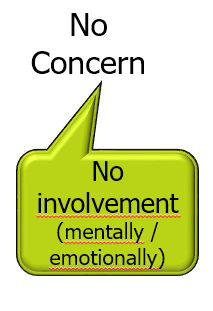 No
Concern
No
involvement
(mentally /
emotionally)